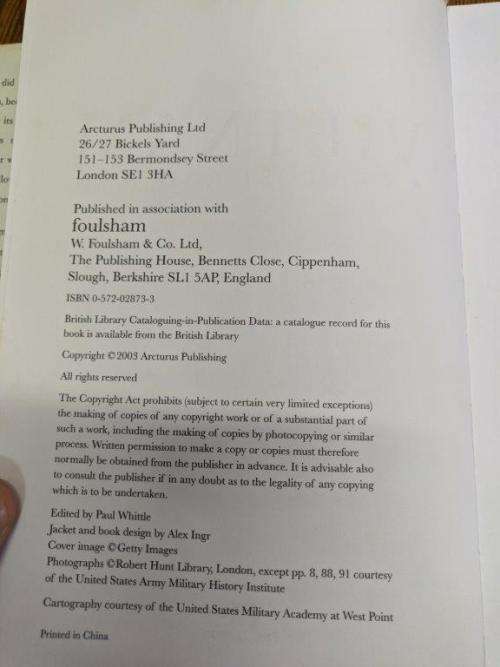 did
its
Arcturus Publishing Ltd
26/27 Bickels Yard
151–153 Bermondsey Street
London SE1 3HA
Published in association with
foulsham
W. Foulsham & Co. Ltd,
The Publishing House, Bennetts Close, Cippenham,
Slough, Berkshire SL1 5AP, England
ISBN 0-572-02873-3
British Library Cataloguing-in-Publication Data: a catalogue record for this
book is available from the British Library
Copyright ©2003 Arcturus Publishing
All rights reserved
The Copyright Act prohibits (subject to certain very limited exceptions)
the making of copies of any copyright work or of a substantial part of
such a work, including the making of copies by photocopying or similar
process. Written permission to make a copy or copies must therefore
normally be obtained from the publisher in advance. It is advisable also
to consult the publisher if in any doubt as to the legality of any copying
which is to be undertaken.
Edited by Paul Whittle
Jacket and book design by Alex Ingr
Cover image ©Getty Images
Photographs ©Robert Hunt Library, London, except pp. 8, 88, 91 courtesy
of the United States Army Military History Institute
Cartography courtesy of the United States Military Academy at West Point
Printed in China